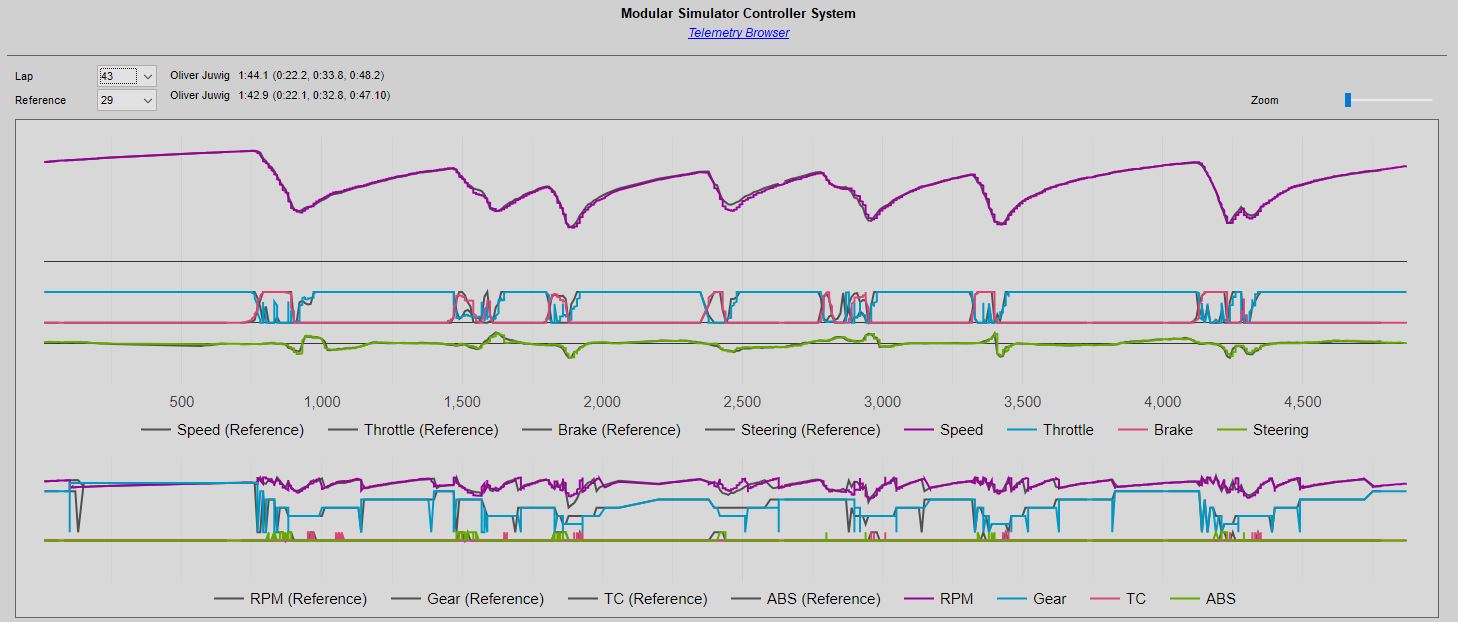 Modular Simulator Controller System
Telemetry Browser
Lap 43 Oliver Juwig 1:44.1 (0:22.2, 0:33.8, 0:48.2)
Reference 29 Oliver Juwig 1:42.9 (0:22.1, 0:32.8, 0:47.10)
Zoom
500 1,000 1,500 2,000 2,500 3,000 3,500 4,000 4,500
Speed (Reference) Throttle (Reference) Brake (Reference) Steering (Reference) Speed Throttle Brake Steering
RPM (Reference) Gear (Reference) TC (Reference) ABS (Reference) RPM Gear TC ABS